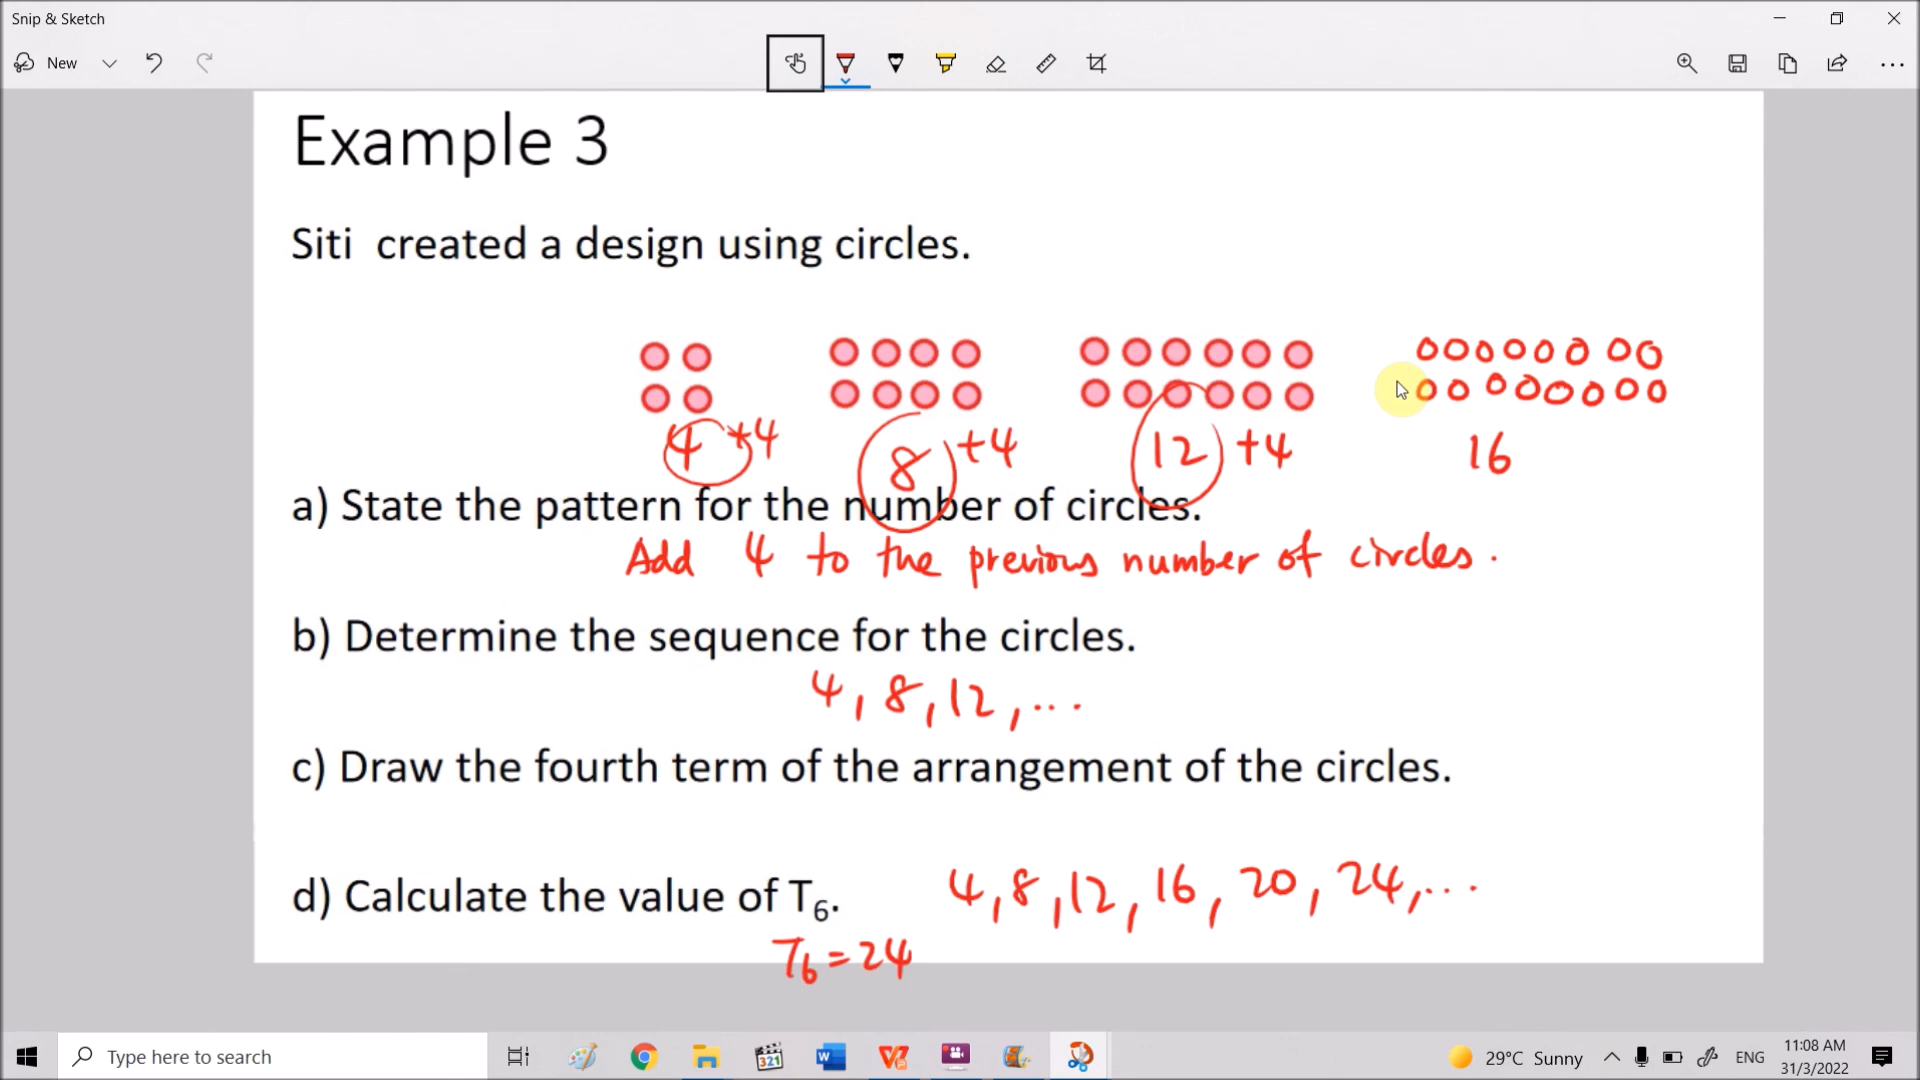 Snip & Sketch
New
Example 3
Siti created a design using circles.
4 +4 8 +4 12 +4 16
a) State the pattern for the number of circles.
Add 4 to the previous number of circles.
b) Determine the sequence for the circles.
4, 8, 12, ...
c) Draw the fourth term of the arrangement of the circles.
d) Calculate the value of T₆. 4, 8, 12, 16, 20, 24, ...
T₆ = 24
Type here to search
321
W
29°C Sunny
ENG
11:08 AM
31/3/2022